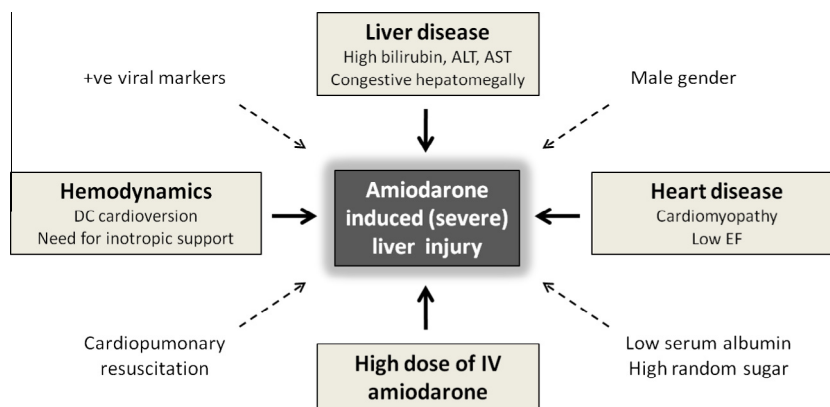 Liver disease
High bilirubin, ALT, AST
Congestive hepatomegally
+ve viral markers
Male gender
Hemodynamics
DC cardioversion
Need for inotropic support
Amiodarone
induced (severe)
liver injury
Heart disease
Cardiomyopathy
Low EF
Cardiopumonary
resuscitation
High dose of IV
amiodarone
Low serum albumin
High random sugar